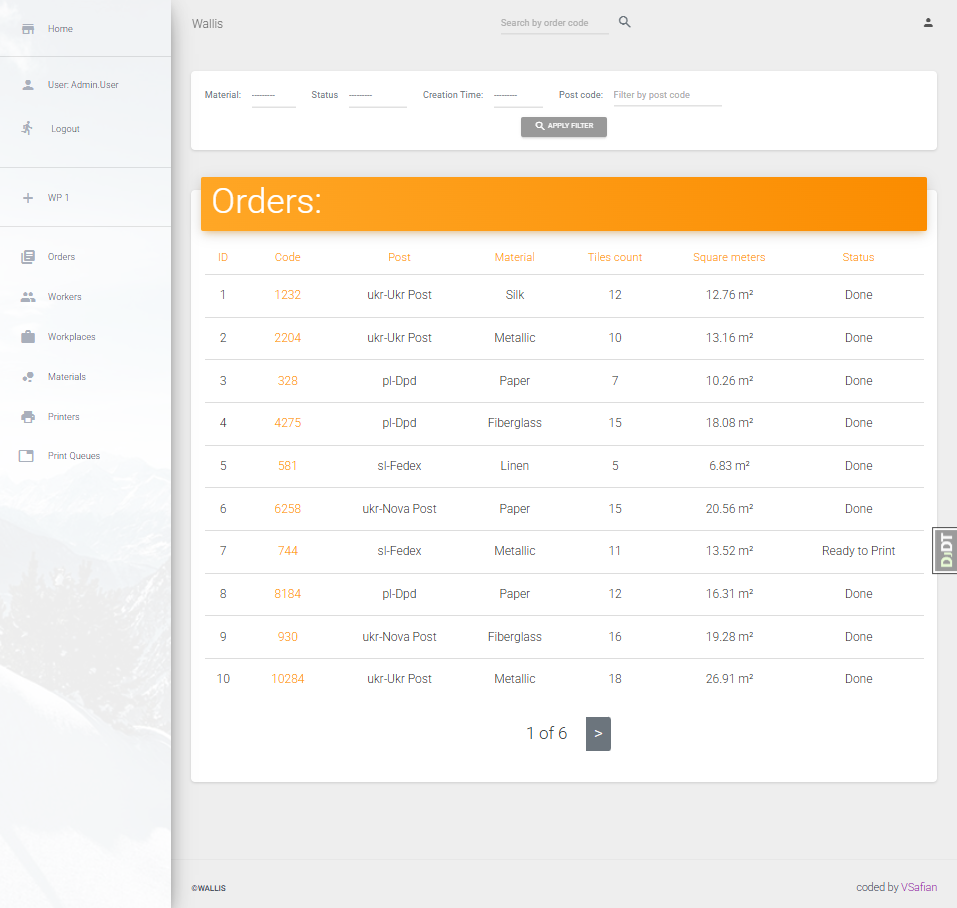 Home
User: Admin.User
Logout
WP 1
Orders
Workers
Workplaces
Materials
Printers
Print Queues
Wallis
Search by order code
Material: --------- Status --------- Creation Time: --------- Post code: Filter by post code
APPLY FILTER
Orders:
ID Code Post Material Tiles count Square meters Status
1 1232 ukr-Ukr Post Silk 12 12.76 m² Done
2 2204 ukr-Ukr Post Metallic 10 13.16 m² Done
3 328 pl-Dpd Paper 7 10.26 m² Done
4 4275 pl-Dpd Fiberglass 15 18.08 m² Done
5 581 sl-Fedex Linen 5 6.83 m² Done
6 6258 ukr-Nova Post Paper 15 20.56 m² Done
7 744 sl-Fedex Metallic 11 13.52 m² Ready to Print
8 8184 pl-Dpd Paper 12 16.31 m² Done
9 930 ukr-Nova Post Fiberglass 16 19.28 m² Done
10 10284 ukr-Ukr Post Metallic 18 26.91 m² Done
1 of 6 >
DJDT
©WALLIS
coded by VSafian